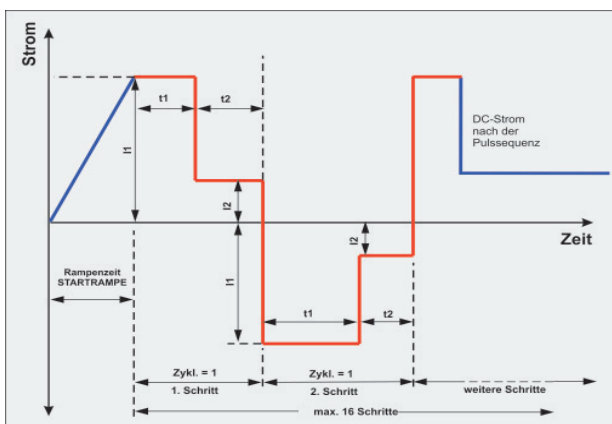 Strom
t1
t2
I1
I2
DC-Strom
nach der
Pulssequenz
I2
Zeit
Rampenzeit
STARTRAMPE
I1
t1
t2
Zykl. = 1
Zykl. = 1
1. Schritt
2. Schritt
weitere Schritte
max. 16 Schritte